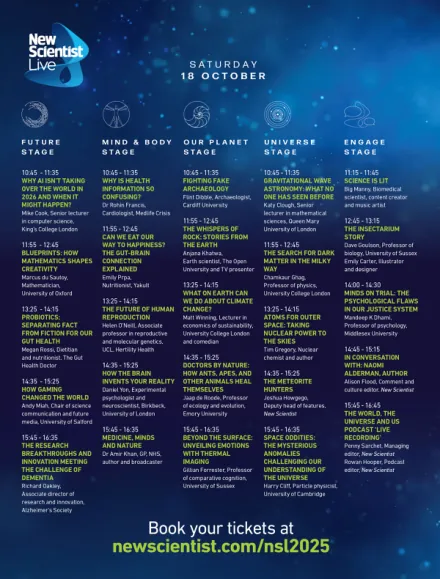 New
Scientist
Live
SATURDAY
18 OCTOBER
FUTURE
STAGE
10:45 - 11:35
WHY AI ISN'T TAKING
OVER THE WORLD IN
2026 AND WHEN IT
MIGHT HAPPEN?
Mike Cook, Senior lecturer
in computer science,
King's College London
11:55 - 12:45
BLUEPRINTS: HOW
MATHEMATICS SHAPES
CREATIVITY
Marcus du Sautoy,
Mathematician,
University of Oxford
13:25 - 14:15
PROBIOTICS:
SEPARATING FACT
FROM FICTION FOR OUR
GUT HEALTH
Megan Rossi, Dietitian
and nutritionist, The Gut
Health Doctor
14:35 - 15:25
HOW GAMING
CHANGED THE WORLD
Andy Miah, Chair of science
communication and future
media, University of Salford
15:45 - 16:35
THE RESEARCH
BREAKTHROUGHS AND
INNOVATION MEETING
THE CHALLENGE OF
DEMENTIA
Richard Oakley,
Associate director of
research and innovation,
Alzheimer's Society
MIND & BODY
STAGE
10:45 - 11:35
WHY IS HEALTH
INFORMATION SO
CONFUSING?
Dr Rohin Francis,
Cardiologist, Medlife Crisis
11:55 - 12:45
CAN WE EAT OUR
WAY TO HAPPINESS?
THE GUT-BRAIN
CONNECTION
EXPLAINED
Emily Prpa,
Nutritionist, Yakult
13:25 - 14:15
THE FUTURE OF HUMAN
REPRODUCTION
Helen O'Neill, Associate
professor in reproductive
and molecular genetics,
UCL, Hertility Health
14:35 - 15:25
HOW THE BRAIN
INVENTS YOUR REALITY
Daniel Yon, Experimental
psychologist and
neuroscientist, Birkbeck,
University of London
15:45 - 16:35
MEDICINE, MINDS
AND NATURE
Dr Amir Khan, GP, NHS,
author and broadcaster
OUR PLANET
STAGE
10:45 - 11:35
FIGHTING FAKE
ARCHAEOLOGY
Flint Dibble, Archaeologist,
Cardiff University
11:55 - 12:45
THE WHISPERS OF
ROCK: STORIES FROM
THE EARTH
Anjana Khatwa,
Earth scientist, The Open
University and TV presenter
13:25 - 14:15
WHAT ON EARTH CAN
WE DO ABOUT CLIMATE
CHANGE?
Matt Winning, Lecturer in
economics of sustainability,
University College London
and comedian
14:35 - 15:25
DOCTORS BY NATURE:
HOW ANTS, APES, AND
OTHER ANIMALS HEAL
THEMSELVES
Jaap de Roode, Professor
of ecology and evolution,
Emory University
15:45 - 16:35
BEYOND THE SURFACE:
UNVEILING EMOTIONS
WITH THERMAL
IMAGING
Gillian Forrester, Professor
of comparative cognition,
University of Sussex
UNIVERSE
STAGE
10:45 - 11:35
GRAVITATIONAL WAVE
ASTRONOMY: WHAT NO
ONE HAS SEEN BEFORE
Katy Clough, Senior
lecturer in
mathematical
sciences, Queen Mary
University of London
11:55 - 12:45
THE SEARCH FOR DARK
MATTER IN THE MILKY
WAY
Chamkaur Ghag,
Professor of physics,
University College London
13:25 - 14:15
ATOMS FOR OUTER
SPACE: TAKING
NUCLEAR POWER TO
THE SKIES
Tim Gregory, Nuclear
chemist and author
14:35 - 15:25
THE METEORITE
HUNTERS
Joshua Howgego,
Deputy head of features,
New Scientist
15:45 - 16:35
SPACE ODDITIES:
THE MYSTERIOUS
ANOMALIES
CHALLENGING OUR
UNDERSTANDING OF
THE UNIVERSE
Harry Cliff, Particle physicist,
University of Cambridge
ENGAGE
STAGE
11:15 - 11:45
SCIENCE IS LIT
Big Manny, Biomedical
scientist, content creator
and music artist
12:45 - 13:15
THE INSECTARIUM
STORY
Dave Goulson, Professor of
biology, University of Sussex
Emily Carter, Illustrator
and designer
14:00 - 14:30
MINDS ON TRIAL: THE
PSYCHOLOGICAL FLAWS
IN OUR JUSTICE SYSTEM
Mandeep K Dhami,
Professor of psychology,
Middlesex University
14:45 - 15:15
IN CONVERSATION
WITH: NAOMI
ALDERMAN, AUTHOR
Alison Flood, Comment and
culture editor, New Scientist
15:45 - 16:45
THE WORLD, THE
UNIVERSE AND US
PODCAST 'LIVE
RECORDING'
Penny Sarchet, Managing
editor, New Scientist
Rowan Hooper, Podcast
editor, New Scientist
Book your tickets at
newscientist.com/nsl2025